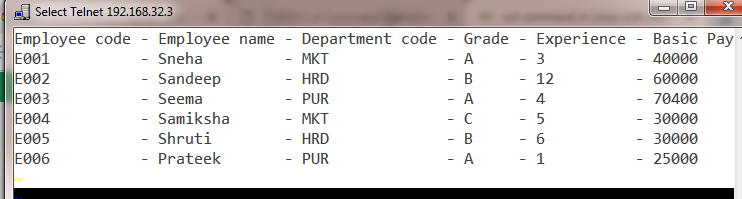 Select Telnet 192.168.32.3
Employee code - Employee name - Department code - Grade - Experience - Basic Pay
E001          - Sneha         - MKT             - A     - 3          - 40000
E002          - Sandeep       - HRD             - B     - 12         - 60000
E003          - Seema         - PUR             - A     - 4          - 70400
E004          - Samiksha      - MKT             - C     - 5          - 30000
E005          - Shruti        - HRD             - B     - 6          - 30000
E006          - Prateek       - PUR             - A     - 1          - 25000
~